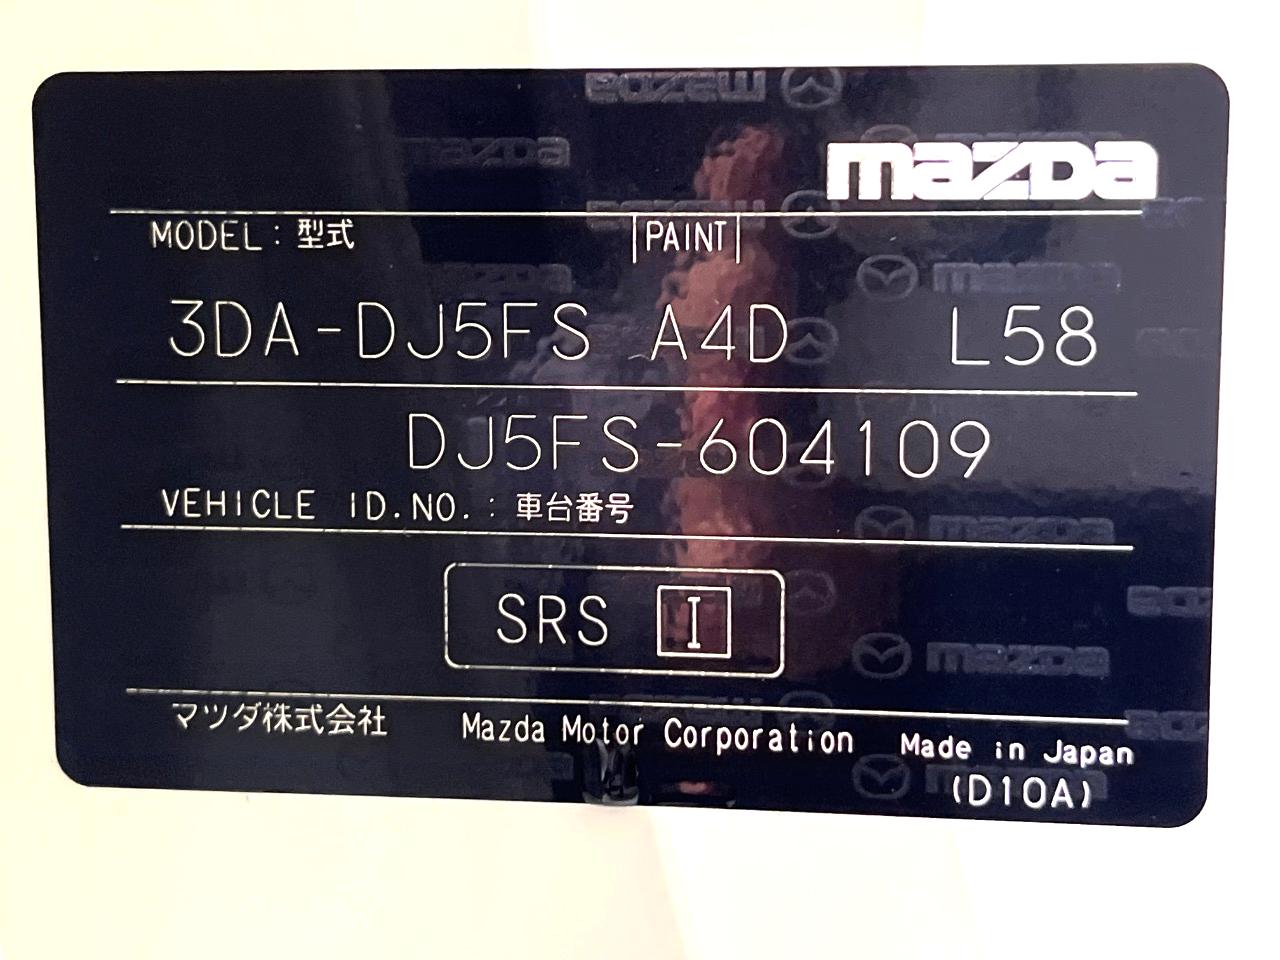 mazda
MODEL: 型式 PAINT
3DA-DJ5FS A4D L58
DJ5FS-604109
VEHICLE ID.NO.: 車台番号
SRS I
マツダ株式会社 Mazda Motor Corporation Made in Japan
(D10A)